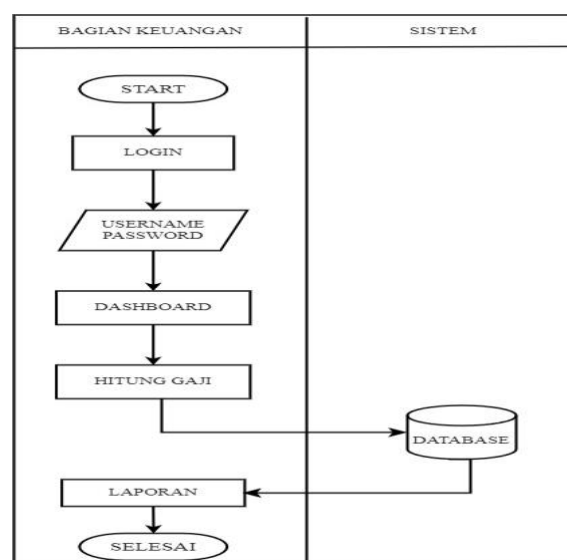 BAGIAN KEUANGAN
SISTEM
START
LOGIN
USERNAME
PASSWORD
DASHBOARD
HITUNG GAJI
DATABASE
LAPORAN
SELESAI